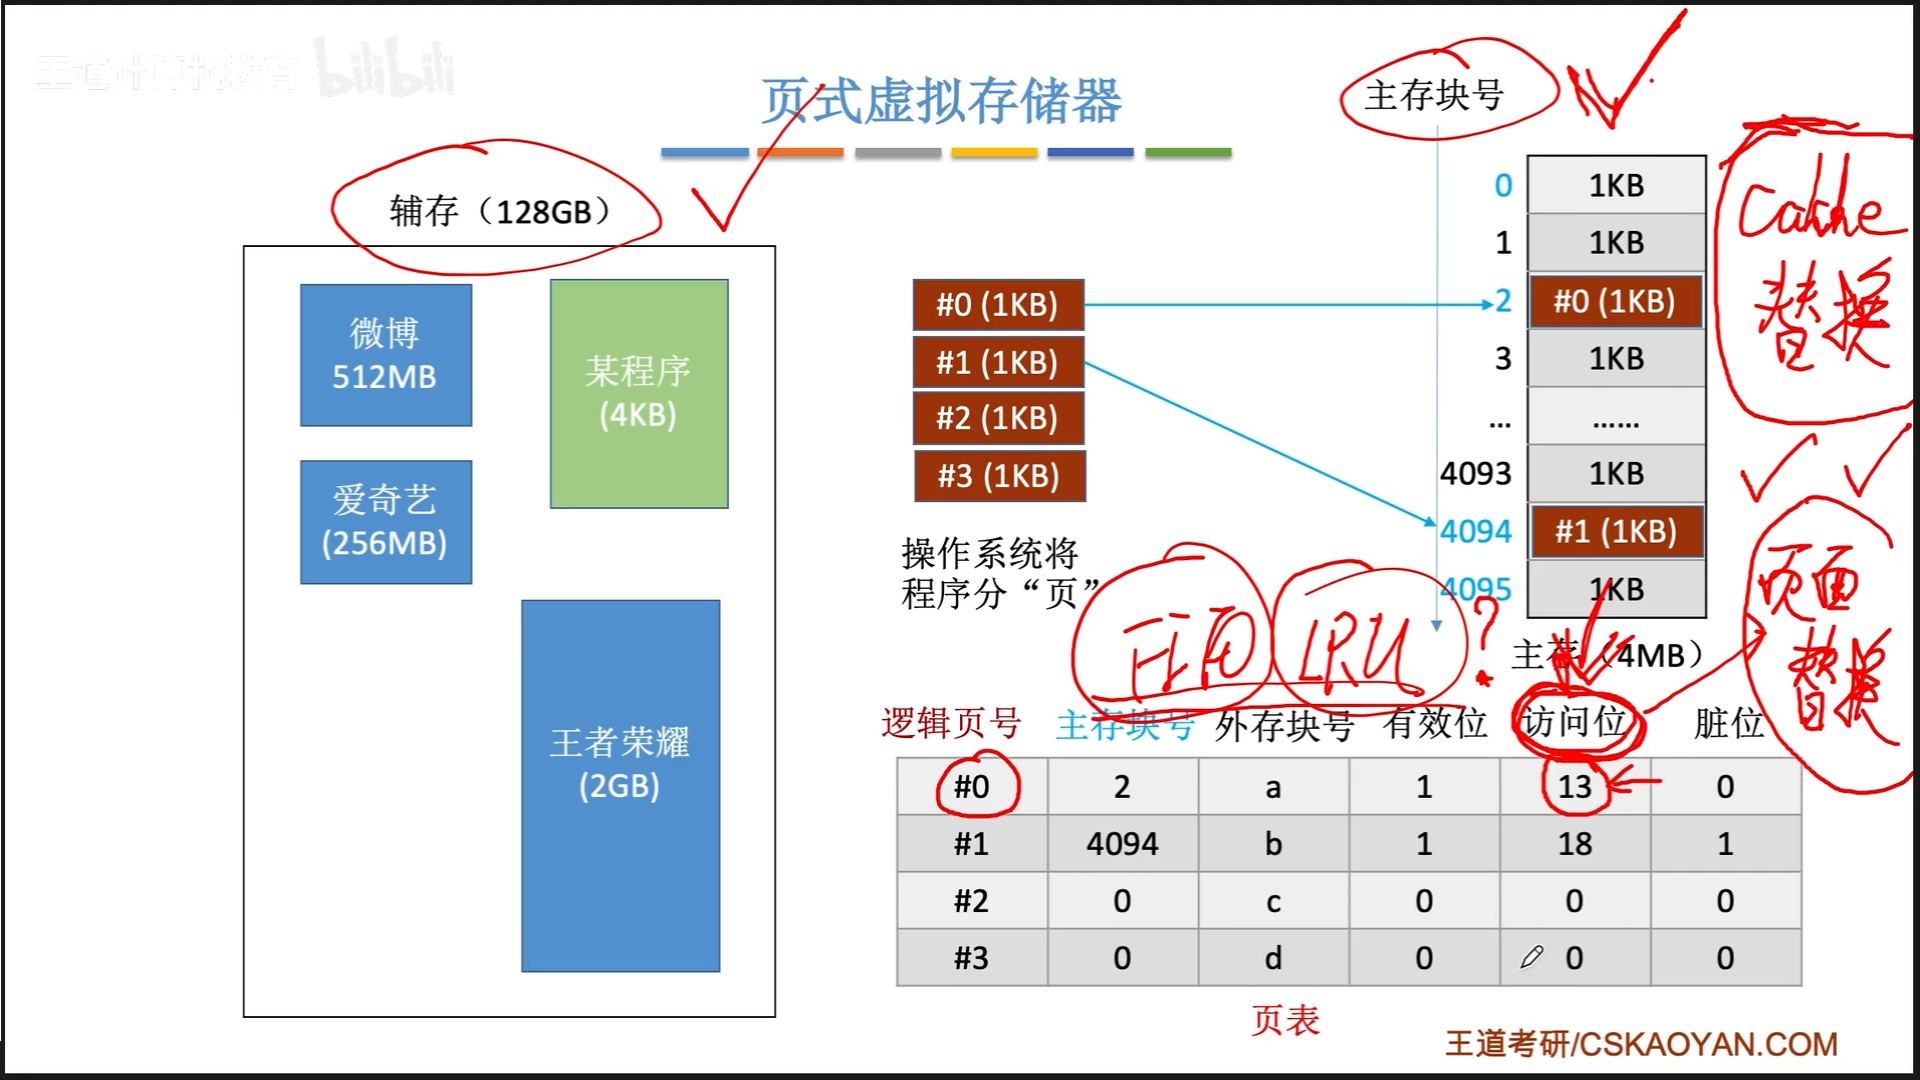 王道计算机教育 bilibili
页式虚拟存储器
辅存（128GB）
微博
512MB
某程序
(4KB)
爱奇艺
(256MB)
王者荣耀
(2GB)
#0 (1KB)
#1 (1KB)
#2 (1KB)
#3 (1KB)
操作系统将
程序分“页”
主存块号
0 1KB
1 1KB
2 #0 (1KB)
3 1KB
... ......
4093 1KB
4094 #1 (1KB)
4095 1KB
主存（4MB）
Cache
替换
页面
替换
FIFO LRU ?
逻辑页号 主存块号 外存块号 有效位 访问位 脏位
#0 2 a 1 13 0
#1 4094 b 1 18 1
#2 0 c 0 0 0
#3 0 d 0 0 0
页表
王道考研/CSKAOYAN.COM